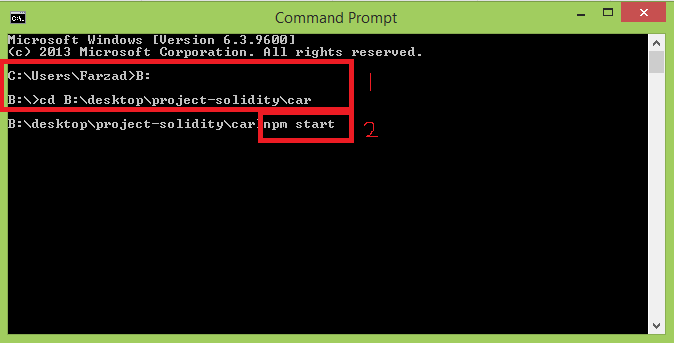 Command Prompt
Microsoft Windows [Version 6.3.9600]
(c) 2013 Microsoft Corporation. All rights reserved.
C:\Users\Farzad>B:
1
B:\>cd B:\desktop\project-solidity\car
B:\desktop\project-solidity\car>npm start
2